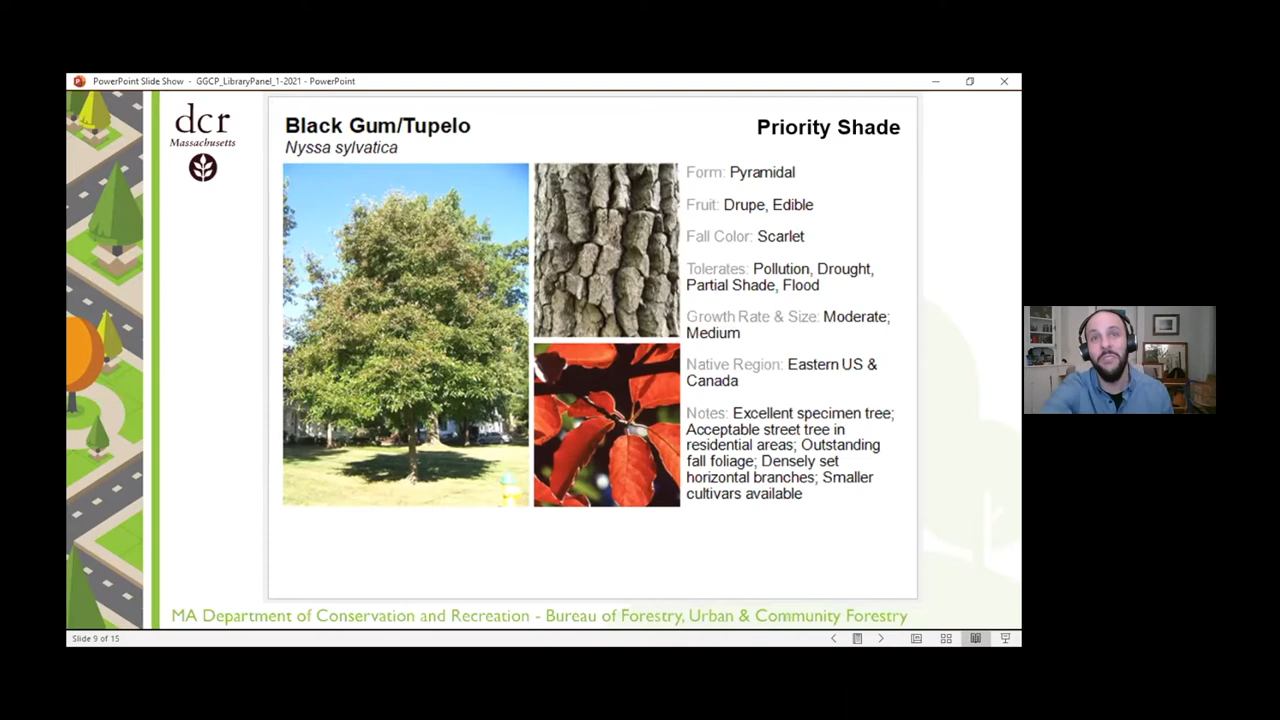 PowerPoint Slide Show - GGCP_LibraryPanel_1-2021 - PowerPoint
dcr
Massachusetts
Black Gum/Tupelo
Nyssa sylvatica
Priority Shade
Form: Pyramidal
Fruit: Drupe, Edible
Fall Color: Scarlet
Tolerates: Pollution, Drought,
Partial Shade, Flood
Growth Rate & Size: Moderate;
Medium
Native Region: Eastern US &
Canada
Notes: Excellent specimen tree;
Acceptable street tree in
residential areas; Outstanding
fall foliage; Densely set
horizontal branches; Smaller
cultivars available
MA Department of Conservation and Recreation - Bureau of Forestry, Urban & Community Forestry
Slide 9 of 15